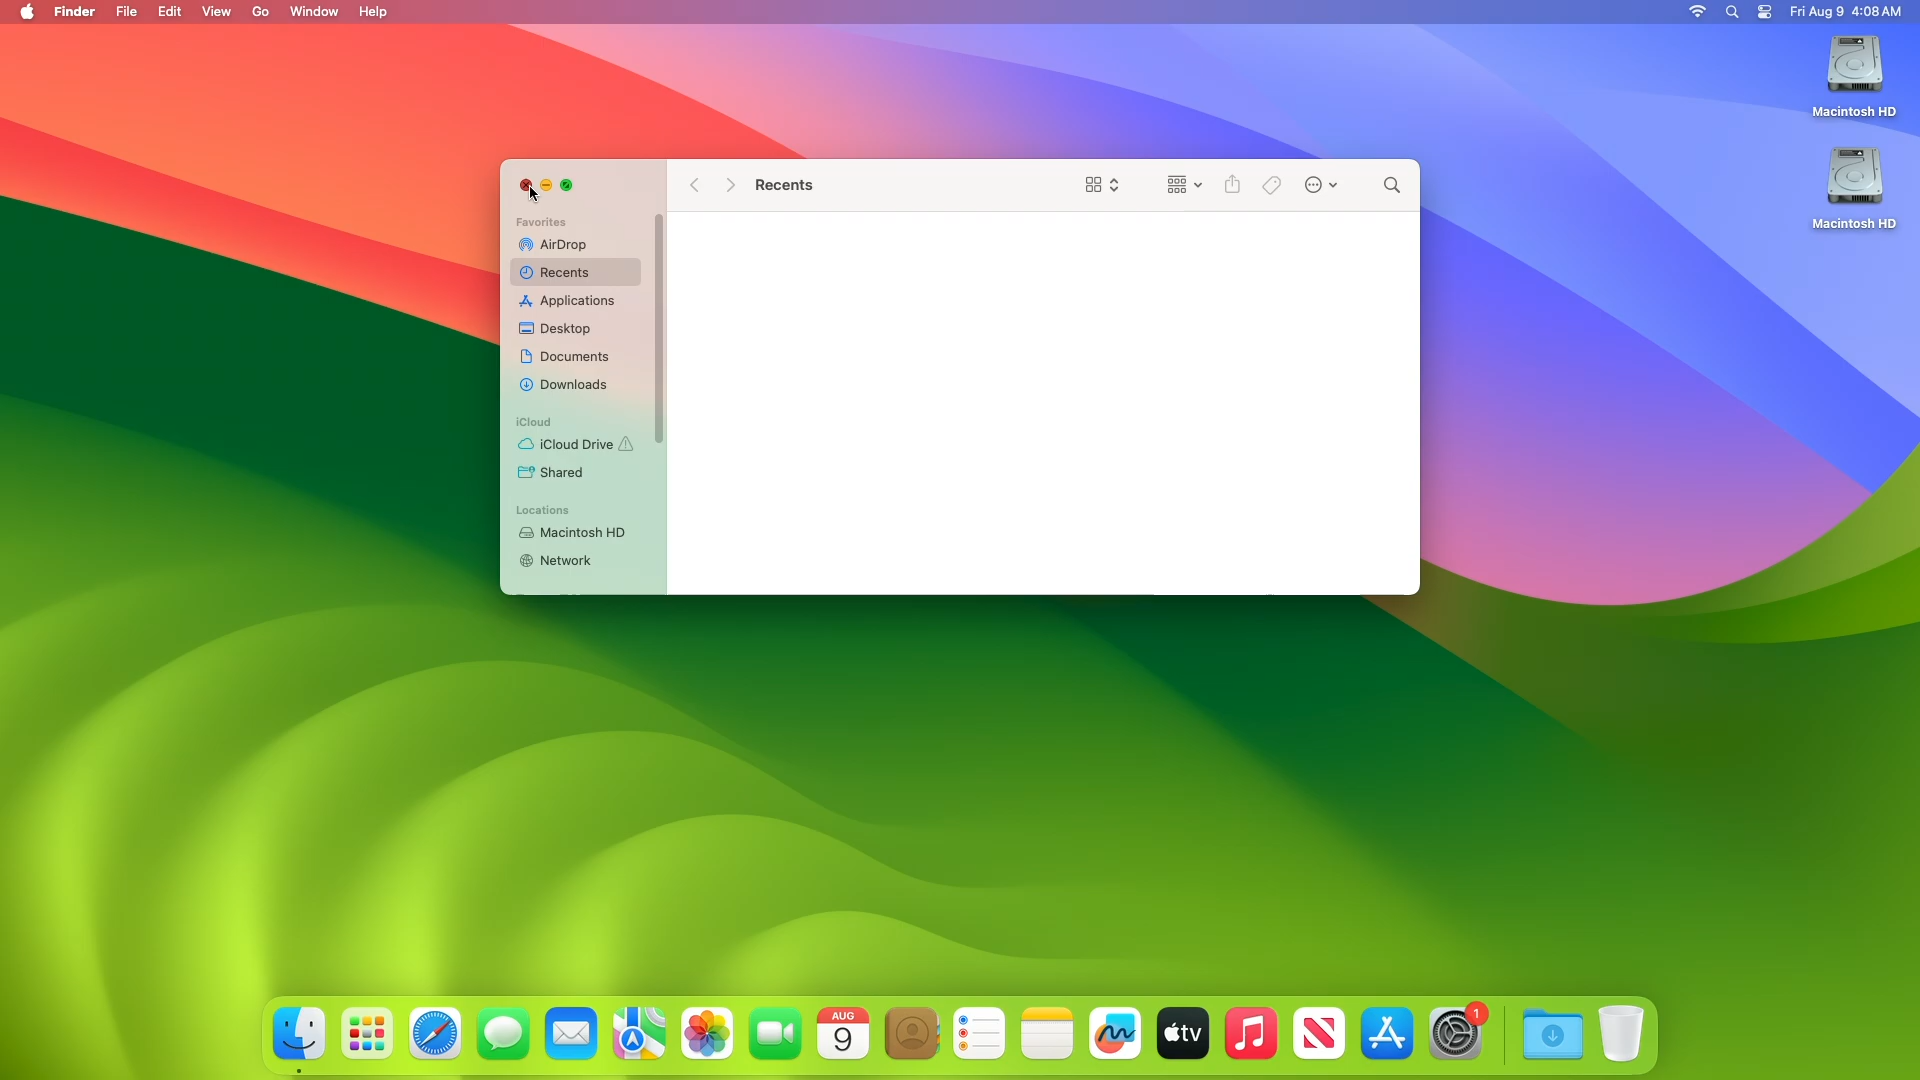 Finder File Edit View Go Window Help Fri Aug 9 4:08 AM
Macintosh HD
Macintosh HD
Recents
Favorites
AirDrop
Recents
Applications
Desktop
Documents
Downloads
iCloud
iCloud Drive
Shared
Locations
Macintosh HD
Network
AUG
9
tv
1